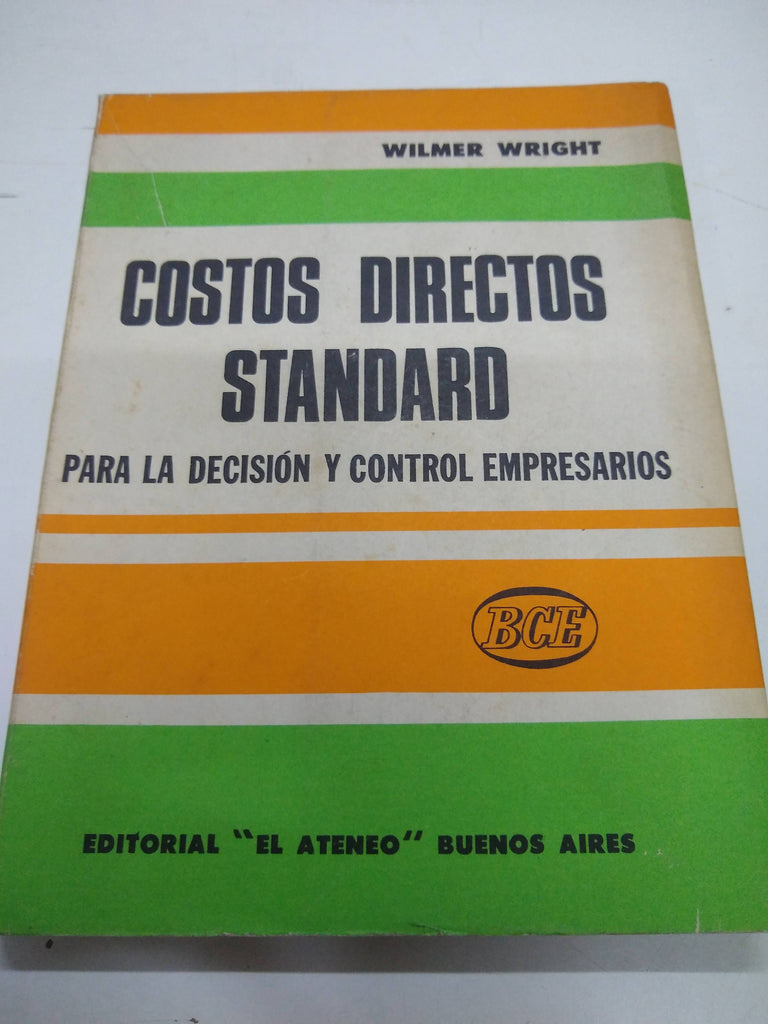 WILMER WRIGHT
COSTOS DIRECTOS
STANDARD
PARA LA DECISIÓN Y CONTROL EMPRESARIOS
BCE
EDITORIAL "EL ATENEO" BUENOS AIRES